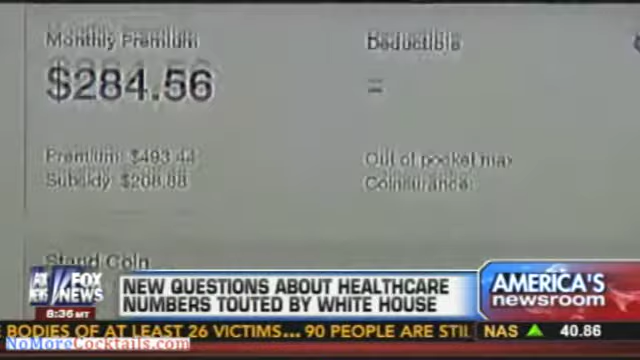 Monthly Premium
Deductible
$284.56
=
Premium: $493.44
Subsidy: $208.88
Out of pocket max
Coinsurance:
FOX NEWS
FOX
NEWS
8:36 MT
NEW QUESTIONS ABOUT HEALTHCARE
NUMBERS TOUTED BY WHITE HOUSE
AMERICA'S
newsroom
E BODIES OF AT LEAST 26 VICTIMS... 90 PEOPLE ARE STIL
NAS ▲ 40.86
NoMoreCocktails.com